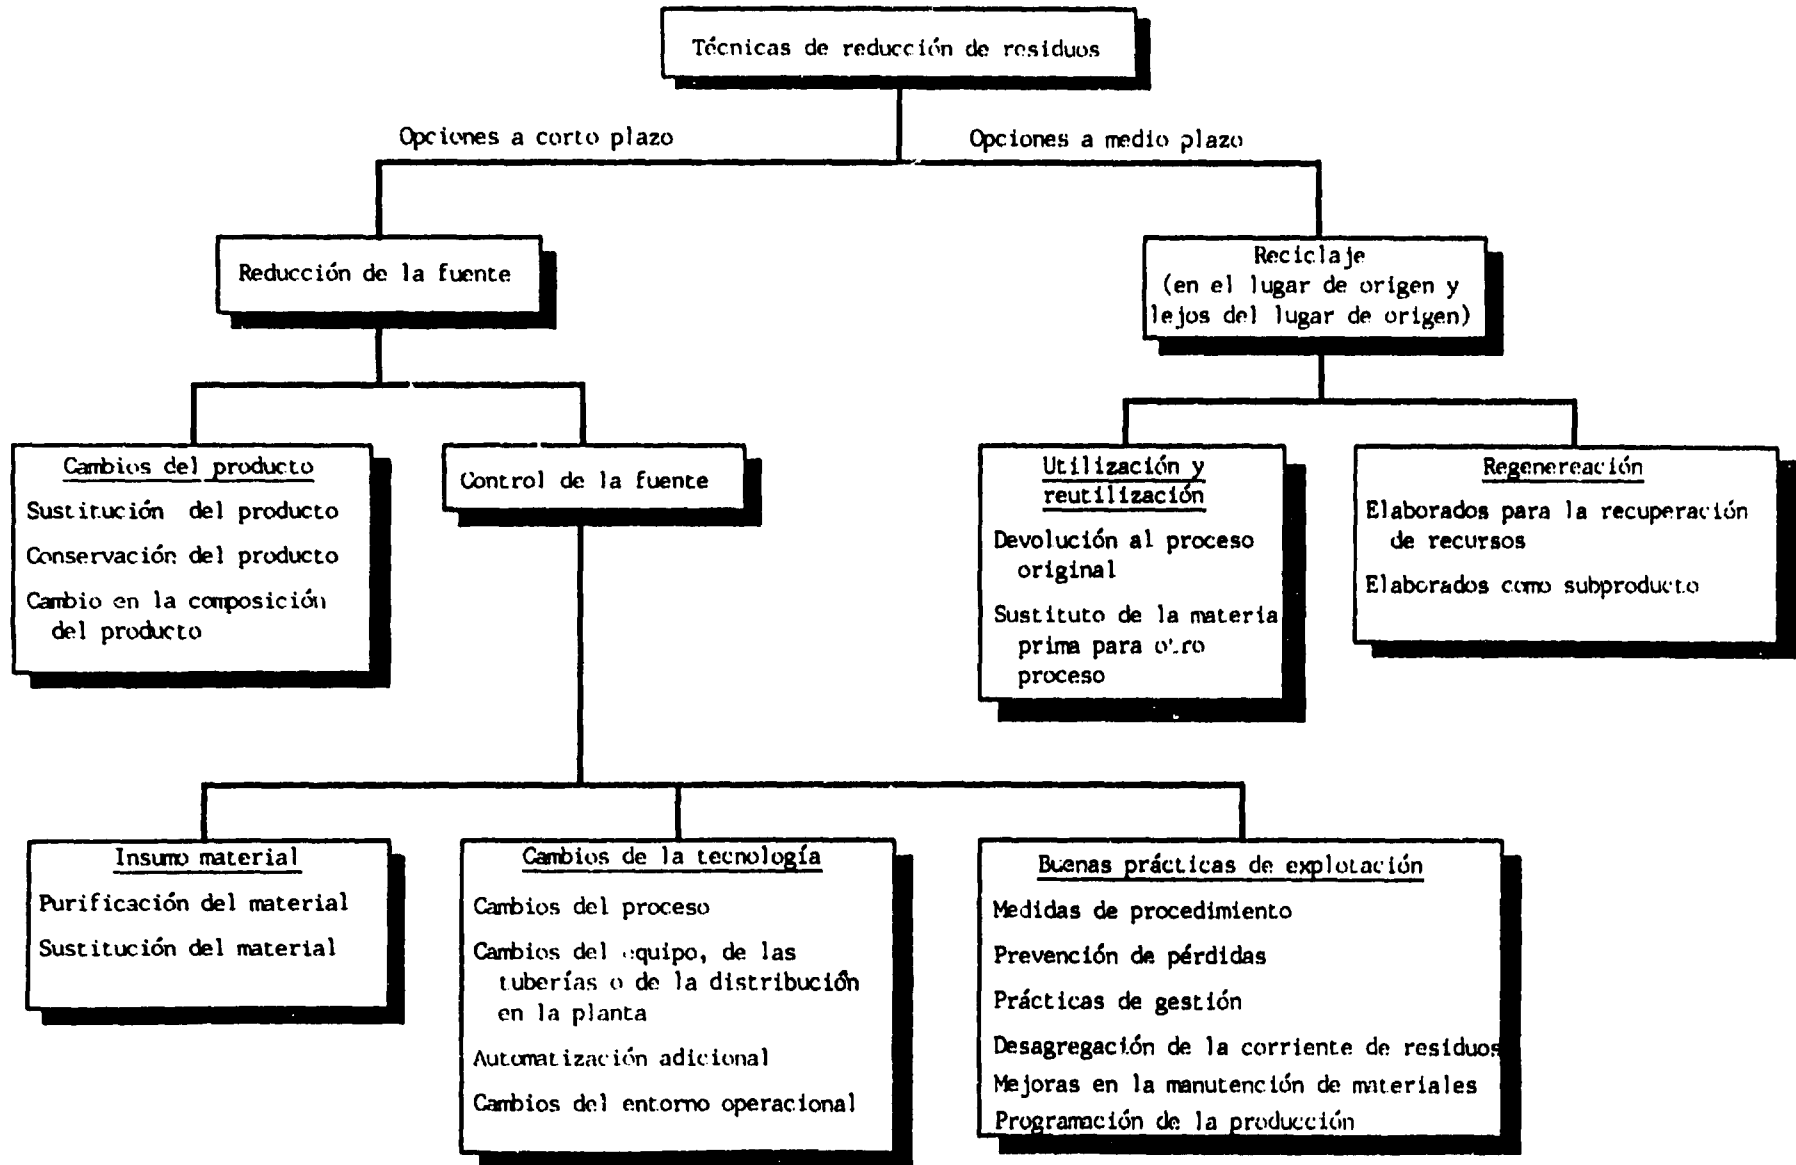 Técnicas de reducción de residuos
Opciones a corto plazo
Opciones a medio plazo
Reducción de la fuente
Reciclaje
(en el lugar de origen y
lejos del lugar de origen)
Cambios del producto
Sustitución del producto
Conservación del producto
Cambio en la composición
del producto
Control de la fuente
Utilización y
reutilización
Devolución al proceso
original
Sustituto de la materia
prima para otro
proceso
Regenereación
Elaborados para la recuperación
de recursos
Elaborados como subproducto
Insumo material
Purificación del material
Sustitución del material
Cambios de la tecnología
Cambios del proceso
Cambios del equipo, de las
tuberías o de la distribución
en la planta
Automatización adicional
Cambios del entorno operacional
Buenas prácticas de explotación
Medidas de procedimiento
Prevención de pérdidas
Prácticas de gestión
Desagregación de la corriente de residuos
Mejoras en la manutención de materiales
Programación de la producción